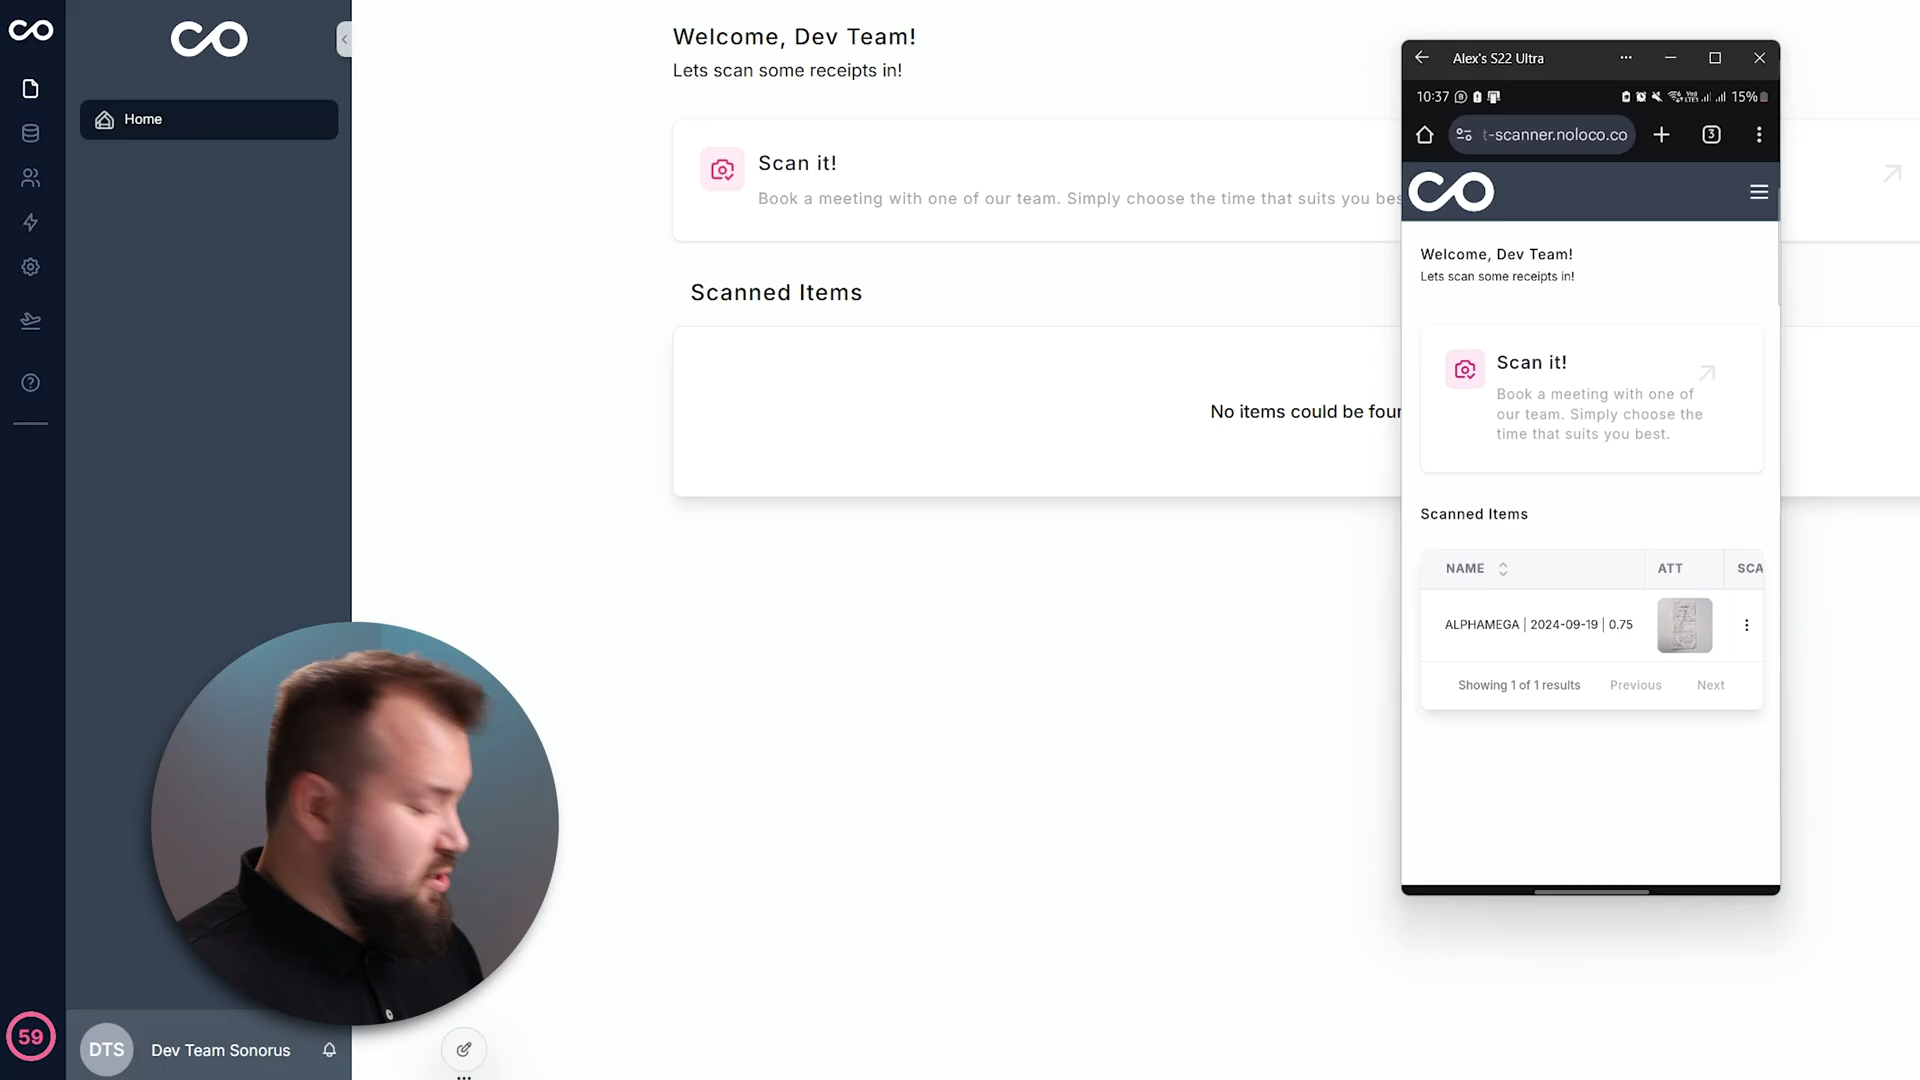 Home
Welcome, Dev Team!
Lets scan some receipts in!
Scan it!
Book a meeting with one of our team. Simply choose the time that suits you bes
Scanned Items
No items could be four
59
DTS
Dev Team Sonorus
Alex's S22 Ultra
10:37
15%
t-scanner.noloco.co
3
Welcome, Dev Team!
Lets scan some receipts in!
Scan it!
Book a meeting with one of
our team. Simply choose the
time that suits you best.
Scanned Items
NAME ATT SCA
ALPHAMEGA | 2024-09-19 | 0.75
Showing 1 of 1 results Previous Next